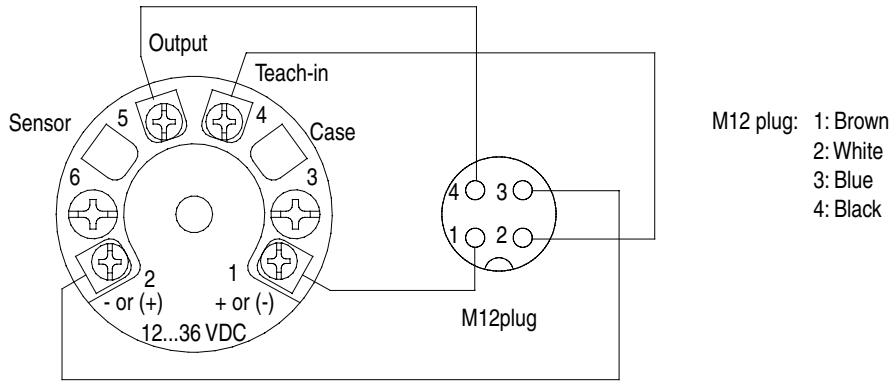 Output
Teach-in
Sensor
5
4
Case
6
3
2
1
- or (+)
+ or (-)
12...36 VDC
4
3
1
2
M12plug
M12 plug: 1: Brown
2: White
3: Blue
4: Black